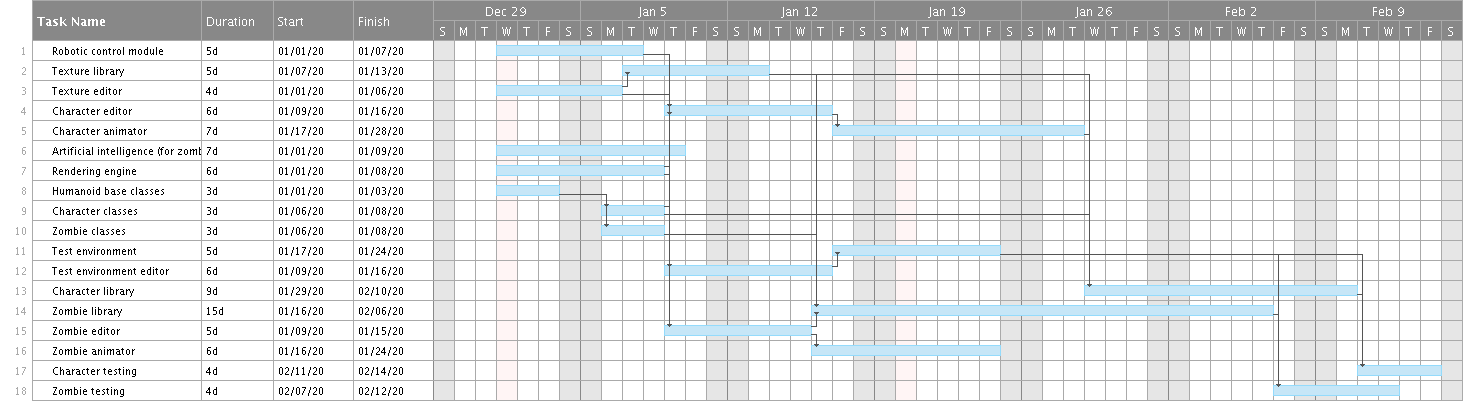 Task Name Duration Start Finish Dec 29 Jan 5 Jan 12 Jan 19 Jan 26 Feb 2 Feb 9
S M T W T F S S M T W T F S S M T W T F S S M T W T F S S M T W T F S S M T W T F S S M T W T F S
1 Robotic control module 5d 01/01/20 01/07/20
2 Texture library 5d 01/07/20 01/13/20
3 Texture editor 4d 01/01/20 01/06/20
4 Character editor 6d 01/09/20 01/16/20
5 Character animator 7d 01/17/20 01/28/20
6 Artificial intelligence (for zomb 7d 01/01/20 01/09/20
7 Rendering engine 6d 01/01/20 01/08/20
8 Humanoid base classes 3d 01/01/20 01/03/20
9 Character classes 3d 01/06/20 01/08/20
10 Zombie classes 3d 01/06/20 01/08/20
11 Test environment 5d 01/17/20 01/24/20
12 Test environment editor 6d 01/09/20 01/16/20
13 Character library 9d 01/29/20 02/10/20
14 Zombie library 15d 01/16/20 02/06/20
15 Zombie editor 5d 01/09/20 01/15/20
16 Zombie animator 6d 01/16/20 01/24/20
17 Character testing 4d 02/11/20 02/14/20
18 Zombie testing 4d 02/07/20 02/12/20